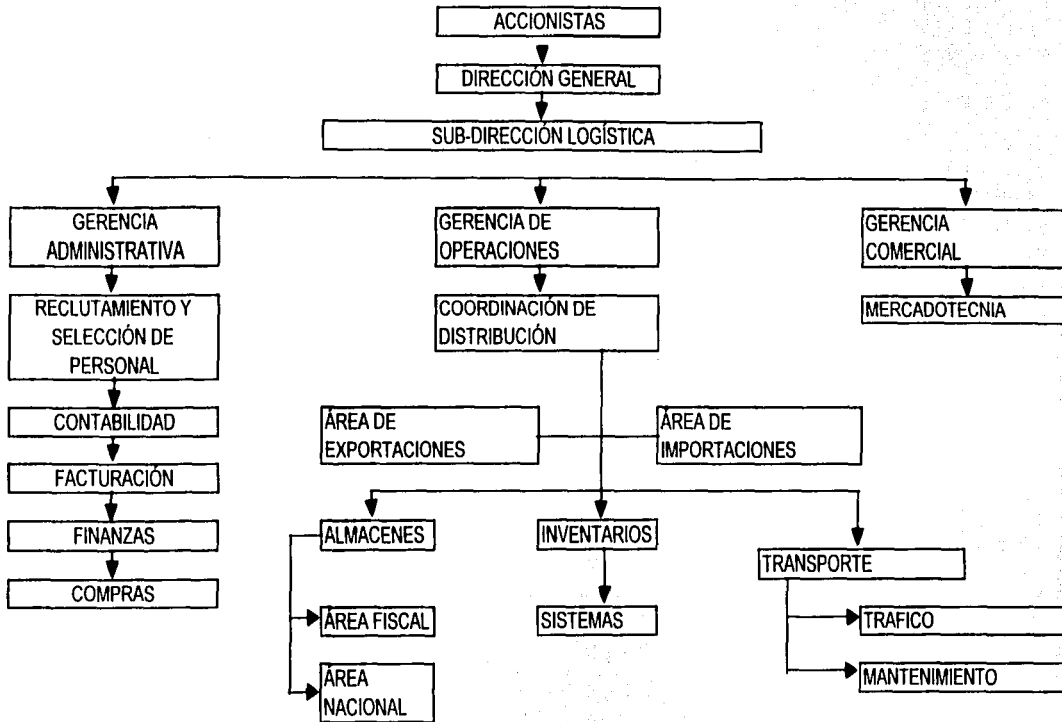 ACCIONISTAS
DIRECCIÓN GENERAL
SUB-DIRECCIÓN LOGÍSTICA
GERENCIA
ADMINISTRATIVA
GERENCIA DE
OPERACIONES
GERENCIA
COMERCIAL
RECLUTAMIENTO Y
SELECCIÓN DE
PERSONAL
COORDINACIÓN DE
DISTRIBUCIÓN
MERCADOTECNIA
CONTABILIDAD
FACTURACIÓN
FINANZAS
COMPRAS
ÁREA DE
EXPORTACIONES
ÁREA DE
IMPORTACIONES
ALMACENES
INVENTARIOS
TRANSPORTE
ÁREA FISCAL
SISTEMAS
TRAFICO
ÁREA
NACIONAL
MANTENIMIENTO